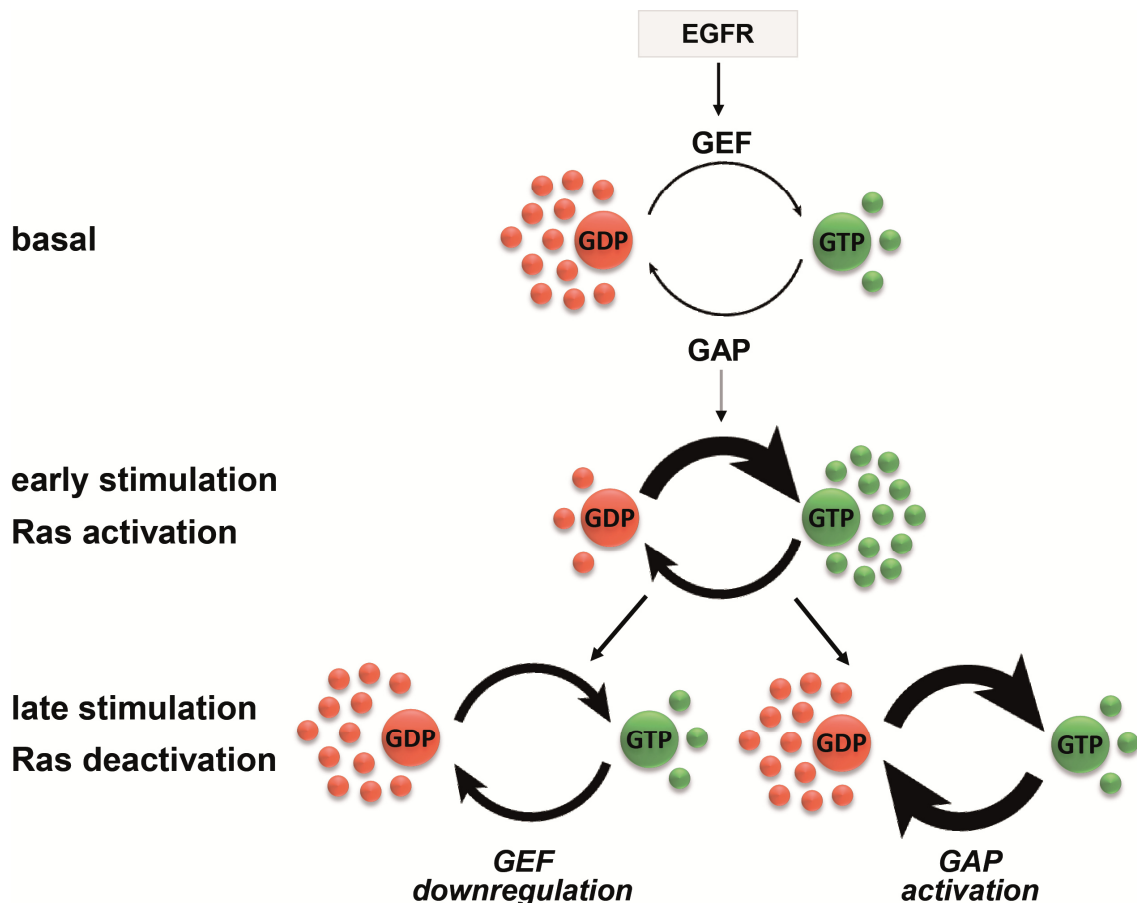 EGFR
GEF
basal
GDP
GTP
GAP
early stimulation
Ras activation
GDP
GTP
late stimulation
Ras deactivation
GDP
GTP
GDP
GTP
GEF
downregulation
GAP
activation